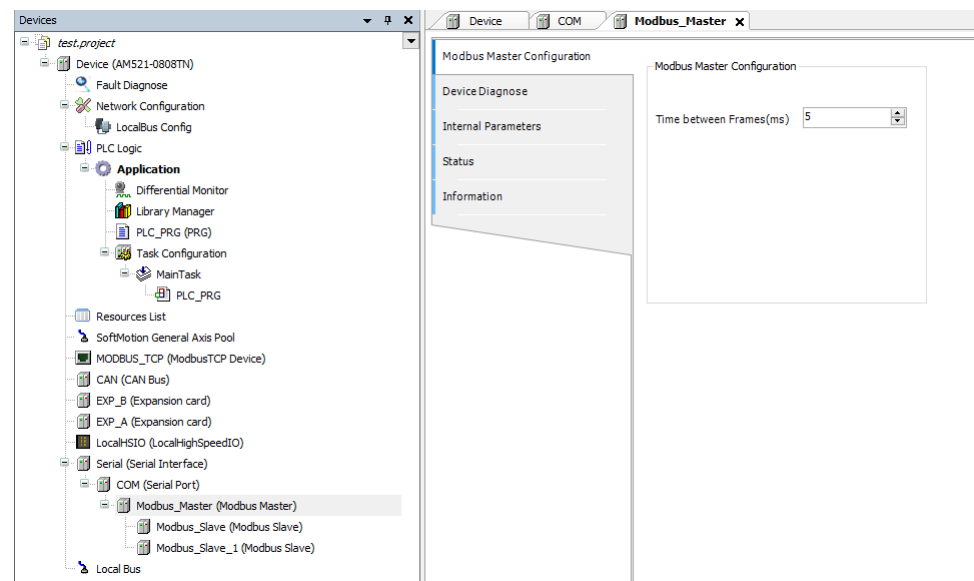 Devices
test.project
Device (AM521-0808TN)
Fault Diagnose
Network Configuration
LocalBus Config
PLC Logic
Application
Differential Monitor
Library Manager
PLC_PRG (PRG)
Task Configuration
MainTask
PLC_PRG
Resources List
SoftMotion General Axis Pool
MODBUS_TCP (ModbusTCP Device)
CAN (CAN Bus)
EXP_B (Expansion card)
EXP_A (Expansion card)
LocalHSIO (LocalHighSpeedIO)
Serial (Serial Interface)
COM (Serial Port)
Modbus_Master (Modbus Master)
Modbus_Slave (Modbus Slave)
Modbus_Slave_1 (Modbus Slave)
Local Bus
Device COM Modbus_Master
Modbus Master Configuration
Device Diagnose
Internal Parameters
Status
Information
Modbus Master Configuration
Time between Frames(ms) 5